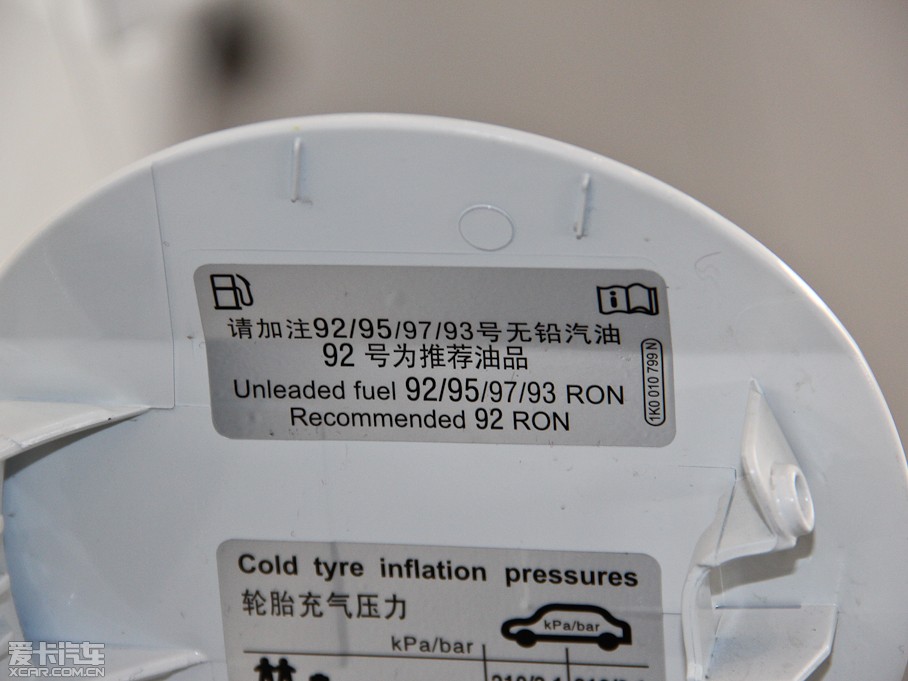 请加注92/95/97/93号无铅汽油
92 号为推荐油品
Unleaded fuel 92/95/97/93 RON
Recommended 92 RON
1K0 010 799 N
Cold tyre inflation pressures
轮胎充气压力
kPa/bar
kPa/bar
爱卡汽车
XCAR.COM.CN